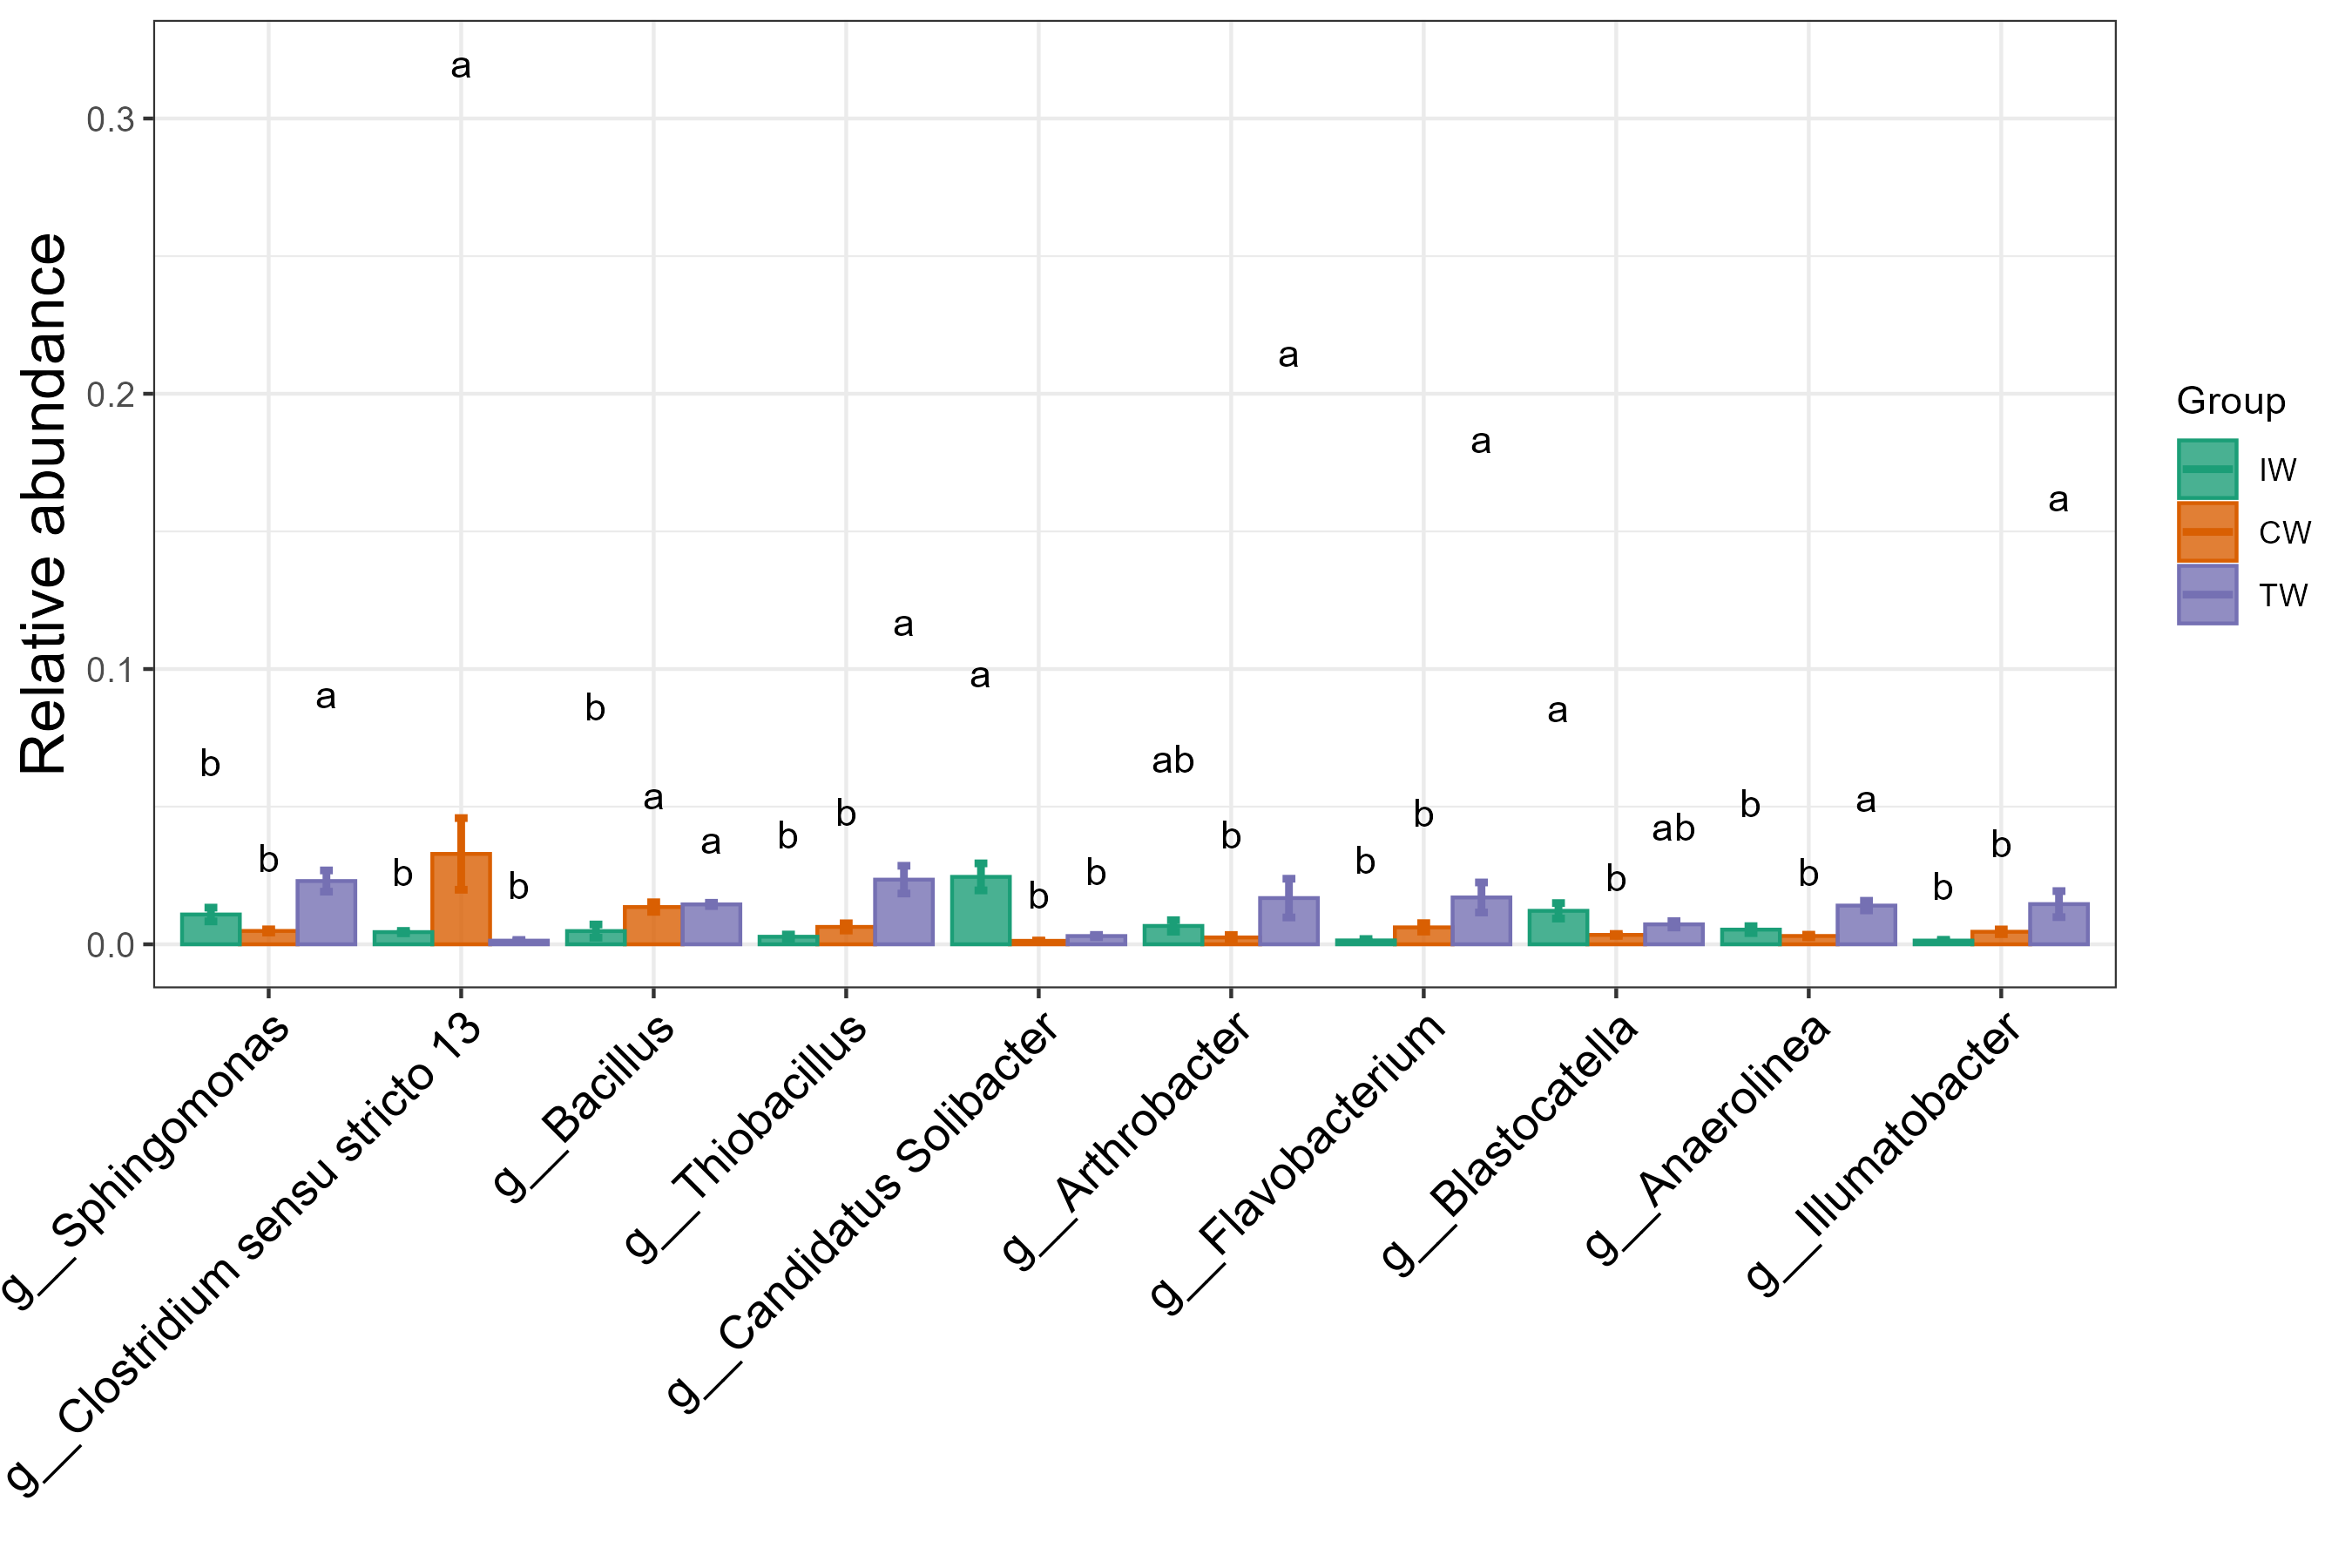 Relative abundance
0.3
0.2
0.1
0.0
b
b
a
b
a
b
b
a
a
b
b
a
a
b
b
ab
b
a
b
b
a
a
b
ab
b
b
a
b
b
a
g__Sphingomonas
g__Clostridium sensu stricto 13
g__Bacillus
g__Thiobacillus
g__Candidatus Solibacter
g__Arthrobacter
g__Flavobacterium
g__Blastocatella
g__Anaerolinea
g__Illumatobacter
Group
IW
CW
TW